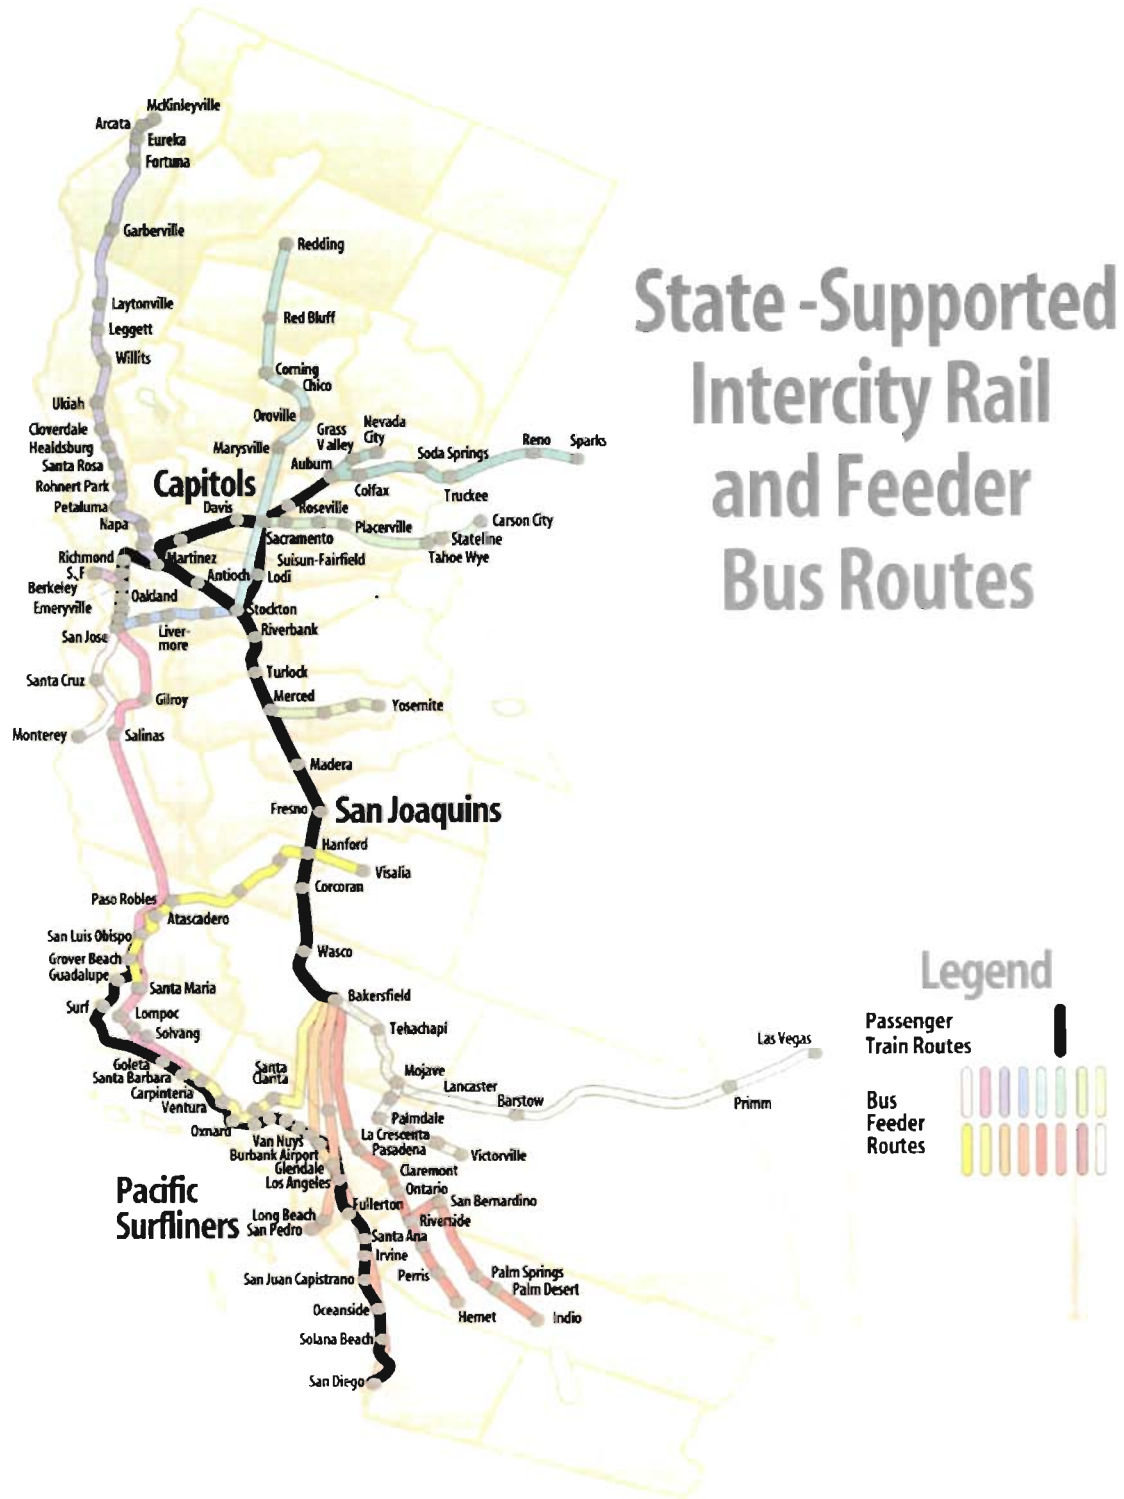 McKinleyville
Arcata
Eureka
Fortuna
Garberville
Redding
State -Supported
Intercity Rail
and Feeder
Bus Routes
Laytonville
Red Bluff
Leggett
Willits
Corning
Chico
Ukiah
Oroville
Cloverdale
Nevada
City
Grass
Valley
Healdsburg
Marysville
Soda Springs
Reno
Sparks
Santa Rosa
Auburn
Rohnert Park
Capitols
Colfax
Truckee
Petaluma
Davis
Roseville
Napa
Placerville
Carson City
Sacramento
Stateline
Richmond
Martinez
Suisun-Fairfield
Tahoe Wye
S.F
Antioch
Lodi
Berkeley
Oakland
Emeryville
Stockton
San Jose
Liver-
more
Riverbank
Santa Cruz
Turlock
Gilroy
Merced
Yosemite
Monterey
Salinas
Madera
Fresno
San Joaquins
Hanford
Visalia
Corcoran
Paso Robles
Atascadero
San Luis Obispo
Grover Beach
Wasco
Guadalupe
Santa Maria
Legend
Bakersfield
Surf
Lompoc
Passenger
Train Routes
Solvang
Tehachapi
Las Vegas
Goleta
Santa
Clarita
Santa Barbara
Mojave
Carpinteria
Lancaster
Ventura
Barstow
Primm
Bus
Feeder
Routes
Palmdale
Oxnard
La Crescenta
Van Nuys
Pasadena
Victorville
Burbank Airport
Glendale
Claremont
Los Angeles
Ontario
Pacific
Surfliners
Fullerton
San Bernardino
Long Beach
Riverside
San Pedro
Santa Ana
Irvine
San Juan Capistrano
Perris
Palm Springs
Palm Desert
Oceanside
Hemet
Indio
Solana Beach
San Diego